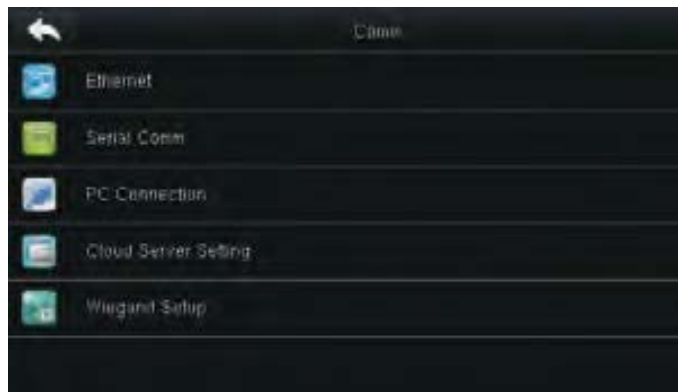 Comm
Ethernet
Serial Comm
PC Connection
Cloud Server Setting
Wiegand Setup